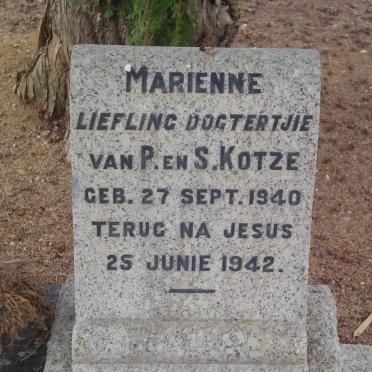 MARIENNE
LIEFLING DOGTERTJIE
VAN P. EN S. KOTZE
GEB. 27 SEPT. 1940
TERUG NA JESUS
25 JUNIE 1942.